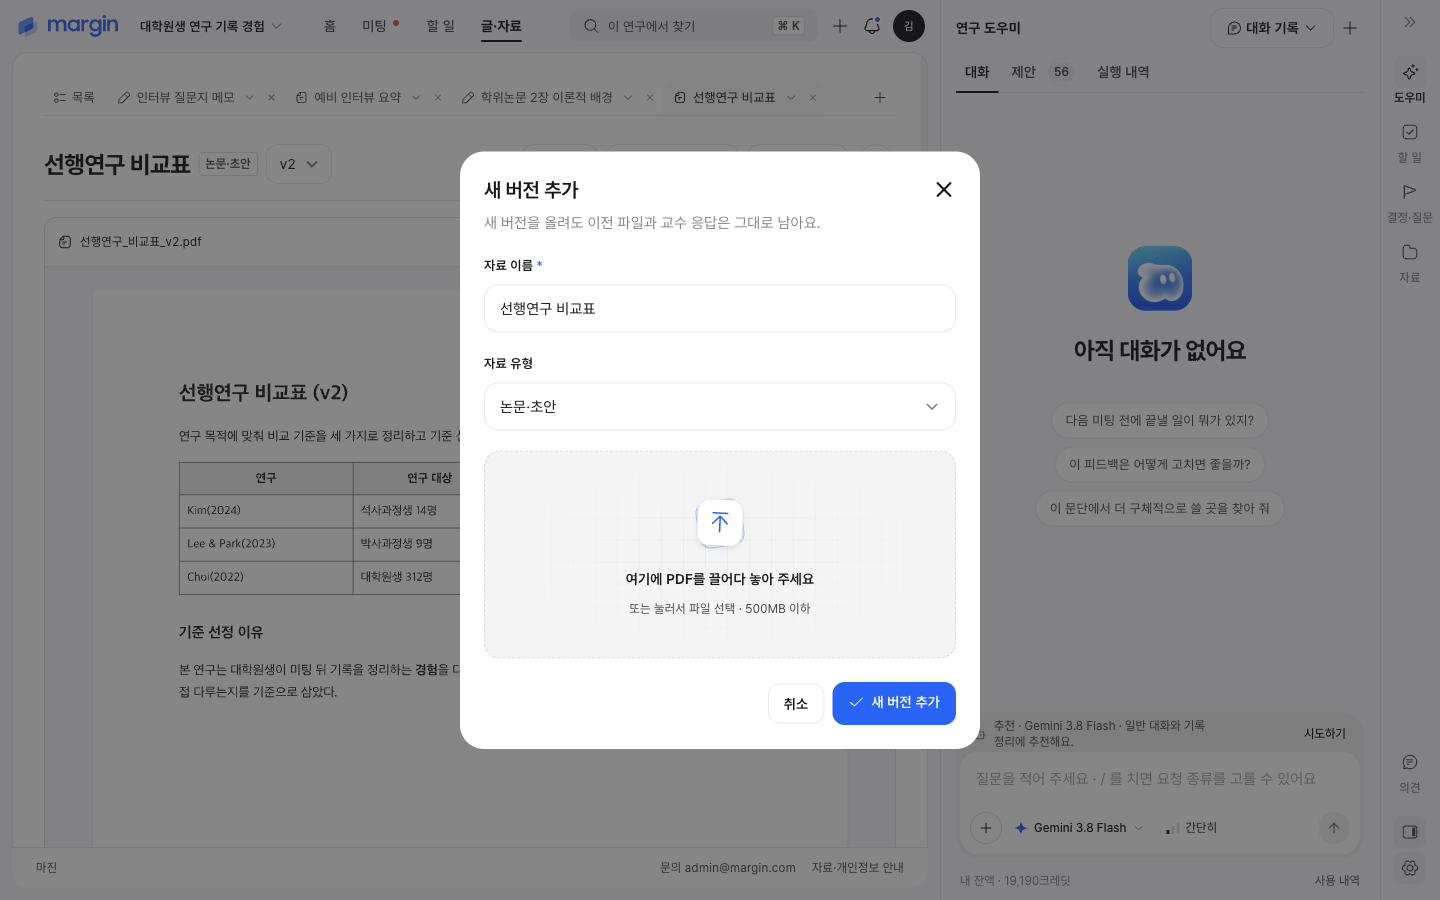 margin
대학원생 연구 기록 경험
홈
미팅
할 일
글·자료
이 연구에서 찾기
⌘ K
김
목록
인터뷰 질문지 메모
예비 인터뷰 요약
학위논문 2장 이론적 배경
선행연구 비교표
선행연구 비교표
논문·초안
v2
선행연구_비교표_v2.pdf
선행연구 비교표 (v2)
연구 목적에 맞춰 비교 기준을 세 가지로 정리하고 기준
연구
연구 대상
Kim(2024)
석사과정생 14명
Lee & Park(2023)
박사과정생 9명
Choi(2022)
대학원생 312명
기준 선정 이유
본 연구는 대학원생이 미팅 뒤 기록을 정리하는 경험을
접 다루는지를 기준으로 삼았다.
마진
문의 admin@margin.com
자료·개인정보 안내
새 버전 추가
새 버전을 올려도 이전 파일과 교수 응답은 그대로 남아요.
자료 이름 *
선행연구 비교표
자료 유형
논문·초안
여기에 PDF를 끌어다 놓아 주세요
또는 눌러서 파일 선택 · 500MB 이하
취소
새 버전 추가
연구 도우미
대화 기록
대화
제안 56
실행 내역
아직 대화가 없어요
다음 미팅 전에 끝낼 일이 뭐가 있지?
이 피드백은 어떻게 고치면 좋을까?
이 문단에서 더 구체적으로 쓸 곳을 찾아 줘
추천 · Gemini 3.8 Flash · 일반 대화와 기록
정리에 추천해요.
시도하기
질문을 적어 주세요 · / 를 치면 요청 종류를 고를 수 있어요
Gemini 3.8 Flash
간단히
내 잔액 · 19,190크레딧
사용 내역
도우미
할 일
결정·질문
자료
의견